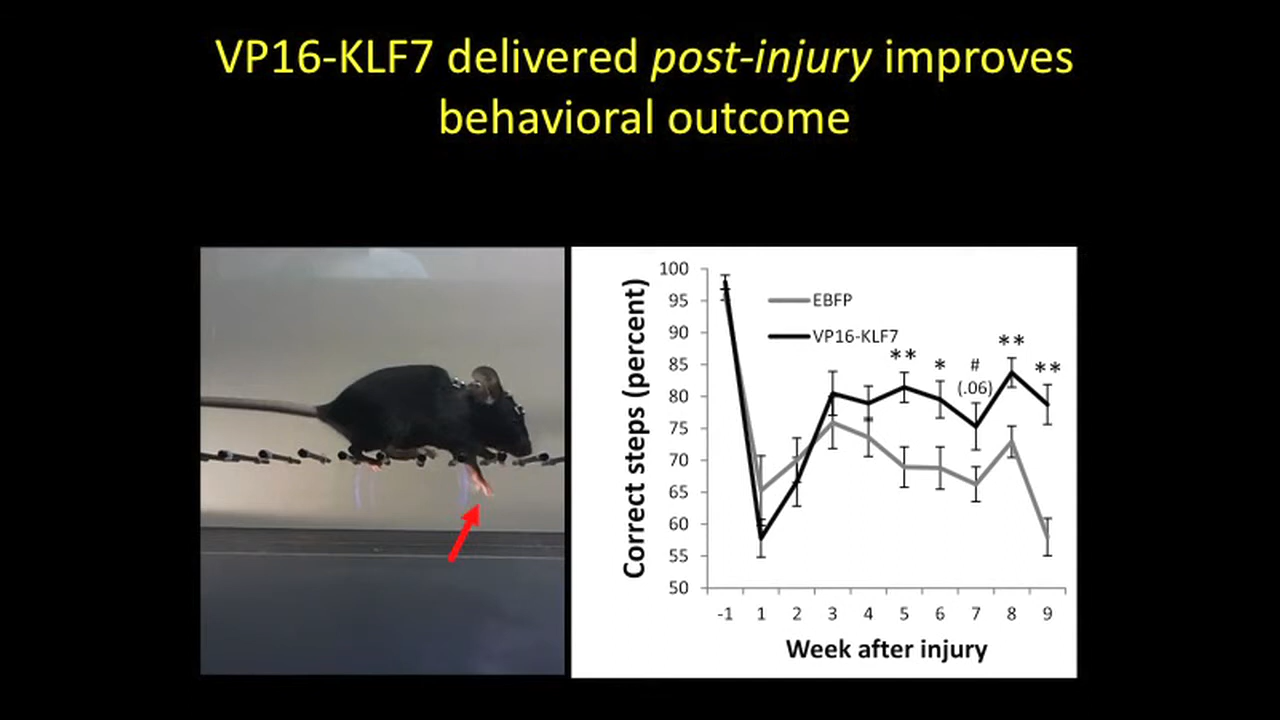 VP16-KLF7 delivered post-injury improves
behavioral outcome
Correct steps (percent)
100
95
90
85
80
75
70
65
60
55
50
EBFP
VP16-KLF7
**
*
#
(.06)
**
**
-1 1 2 3 4 5 6 7 8 9
Week after injury